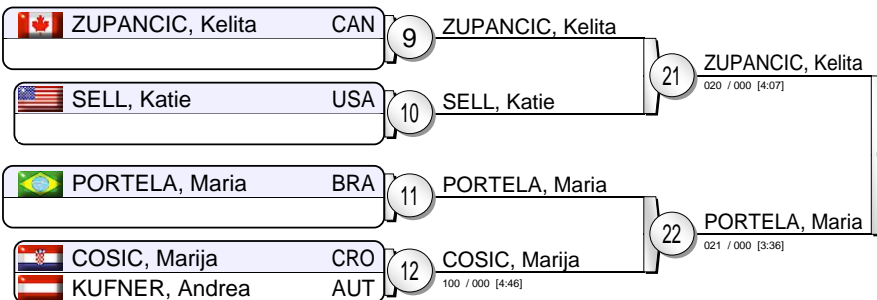 ZUPANCIC, Kelita CAN
9
ZUPANCIC, Kelita
SELL, Katie USA
10
SELL, Katie
21
ZUPANCIC, Kelita
020 / 000 [4:07]
PORTELA, Maria BRA
11
PORTELA, Maria
COSIC, Marija CRO
KUFNER, Andrea AUT
12
COSIC, Marija
100 / 000 [4:46]
22
PORTELA, Maria
021 / 000 [3:36]